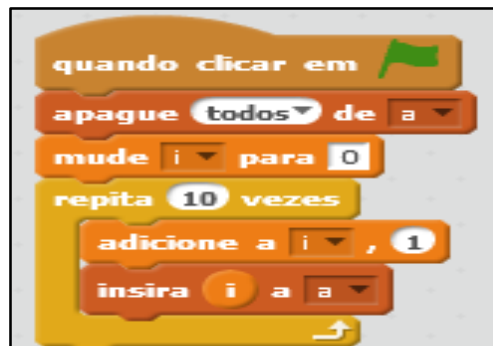 quando clicar em
apague todos de a
mude i para 0
repita 10 vezes
adicione a i , 1
insira i a a